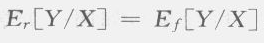 E_r[Y/X] = E_f[Y/X]